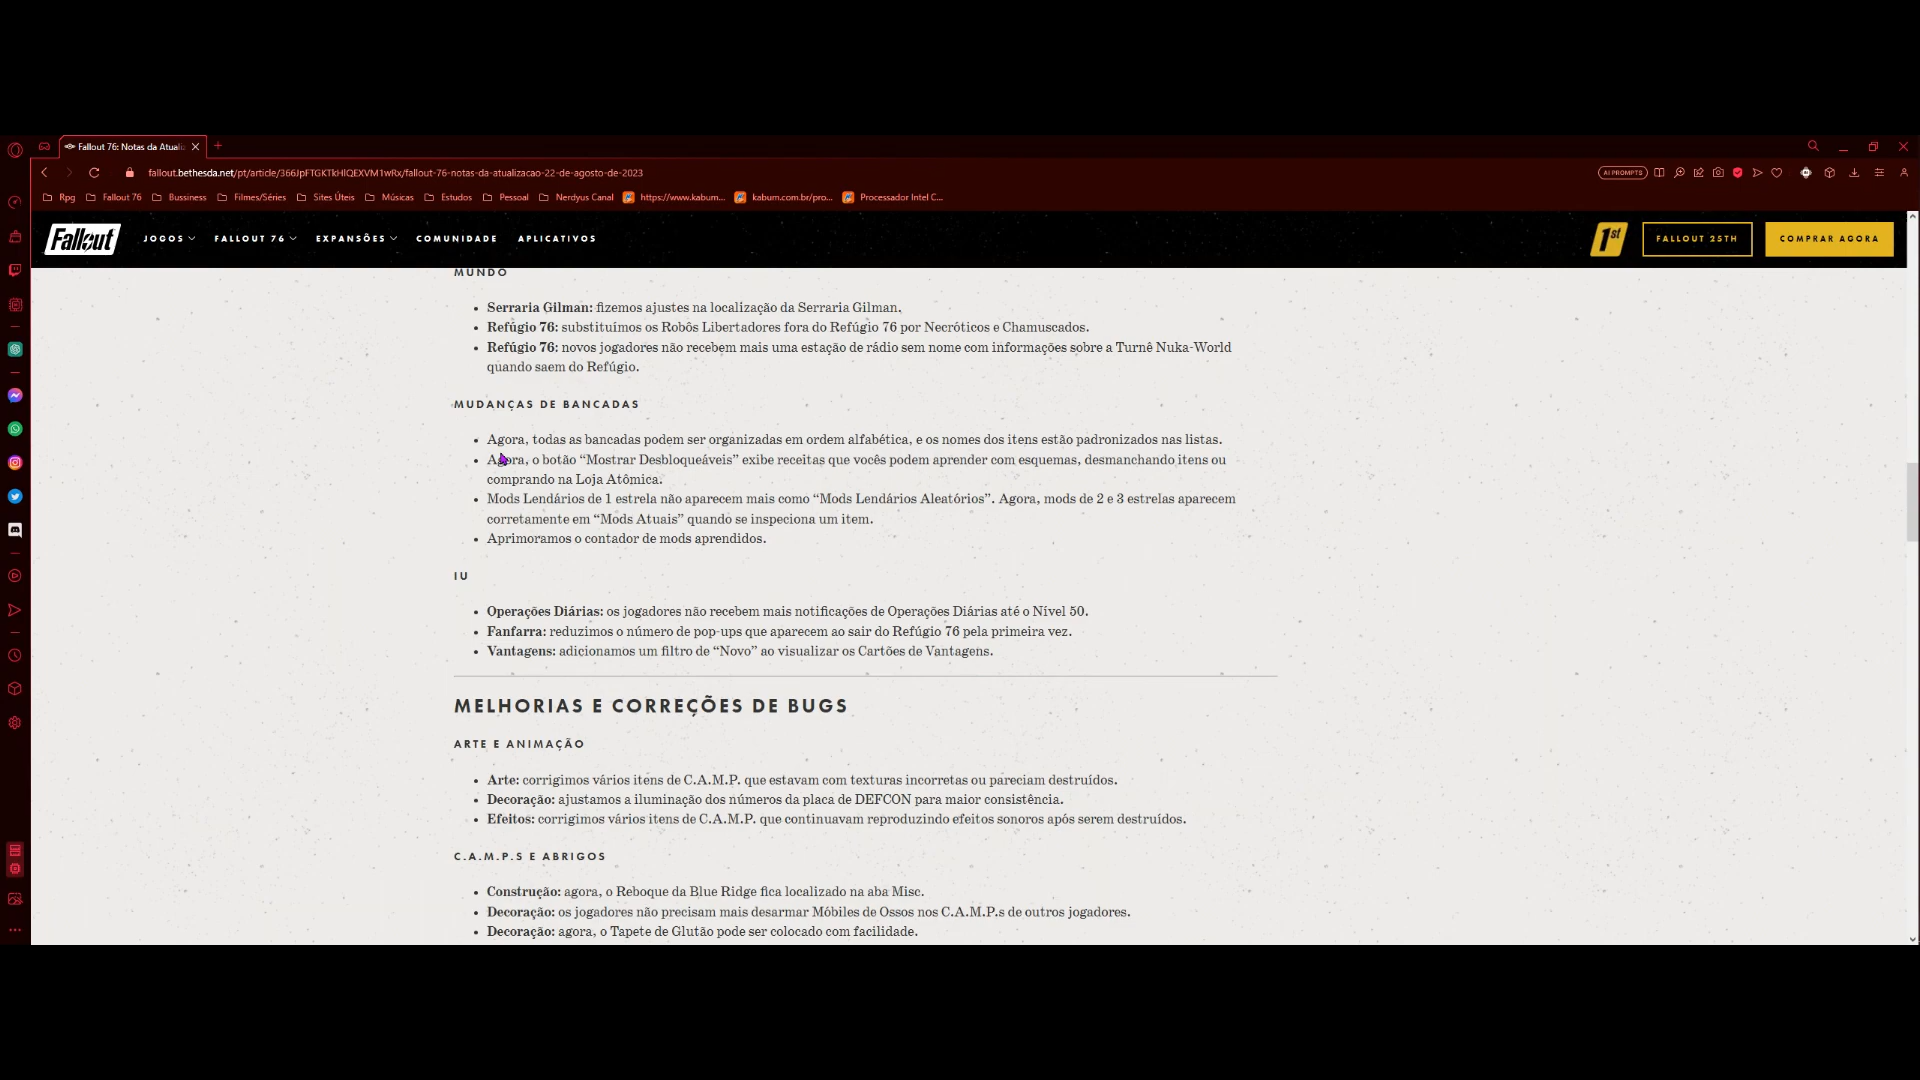 Fallout 76: Notas da Atuali
fallout.bethesda.net/pt/article/366JpFTGKTkHlQEXVM1wRx/fallout-76-notas-da-atualizacao-22-de-agosto-de-2023
AI PROMPTS
Rpg Fallout 76 Bussiness Filmes/Séries Sites Úteis Músicas Estudos Pessoal Nerdyus Canal https://www.kabum... kabum.com.br/pro... Processador Intel C...
Fallout JOGOS FALLOUT 76 EXPANSÕES COMUNIDADE APLICATIVOS 1st FALLOUT 25TH COMPRAR AGORA
MUNDO
• Serraria Gilman: fizemos ajustes na localização da Serraria Gilman.
• Refúgio 76: substituímos os Robôs Libertadores fora do Refúgio 76 por Necróticos e Chamuscados.
• Refúgio 76: novos jogadores não recebem mais uma estação de rádio sem nome com informações sobre a Turnê Nuka-World
quando saem do Refúgio.
MUDANÇAS DE BANCADAS
• Agora, todas as bancadas podem ser organizadas em ordem alfabética, e os nomes dos itens estão padronizados nas listas.
• Agora, o botão “Mostrar Desbloqueáveis” exibe receitas que vocês podem aprender com esquemas, desmanchando itens ou
comprando na Loja Atômica.
• Mods Lendários de 1 estrela não aparecem mais como “Mods Lendários Aleatórios”. Agora, mods de 2 e 3 estrelas aparecem
corretamente em “Mods Atuais” quando se inspeciona um item.
• Aprimoramos o contador de mods aprendidos.
IU
• Operações Diárias: os jogadores não recebem mais notificações de Operações Diárias até o Nível 50.
• Fanfarra: reduzimos o número de pop-ups que aparecem ao sair do Refúgio 76 pela primeira vez.
• Vantagens: adicionamos um filtro de “Novo” ao visualizar os Cartões de Vantagens.
MELHORIAS E CORREÇÕES DE BUGS
ARTE E ANIMAÇÃO
• Arte: corrigimos vários itens de C.A.M.P. que estavam com texturas incorretas ou pareciam destruídos.
• Decoração: ajustamos a iluminação dos números da placa de DEFCON para maior consistência.
• Efeitos: corrigimos vários itens de C.A.M.P. que continuavam reproduzindo efeitos sonoros após serem destruídos.
C.A.M.P.S E ABRIGOS
• Construção: agora, o Reboque da Blue Ridge fica localizado na aba Misc.
• Decoração: os jogadores não precisam mais desarmar Móbiles de Ossos nos C.A.M.P.s de outros jogadores.
• Decoração: agora, o Tapete de Glutão pode ser colocado com facilidade.